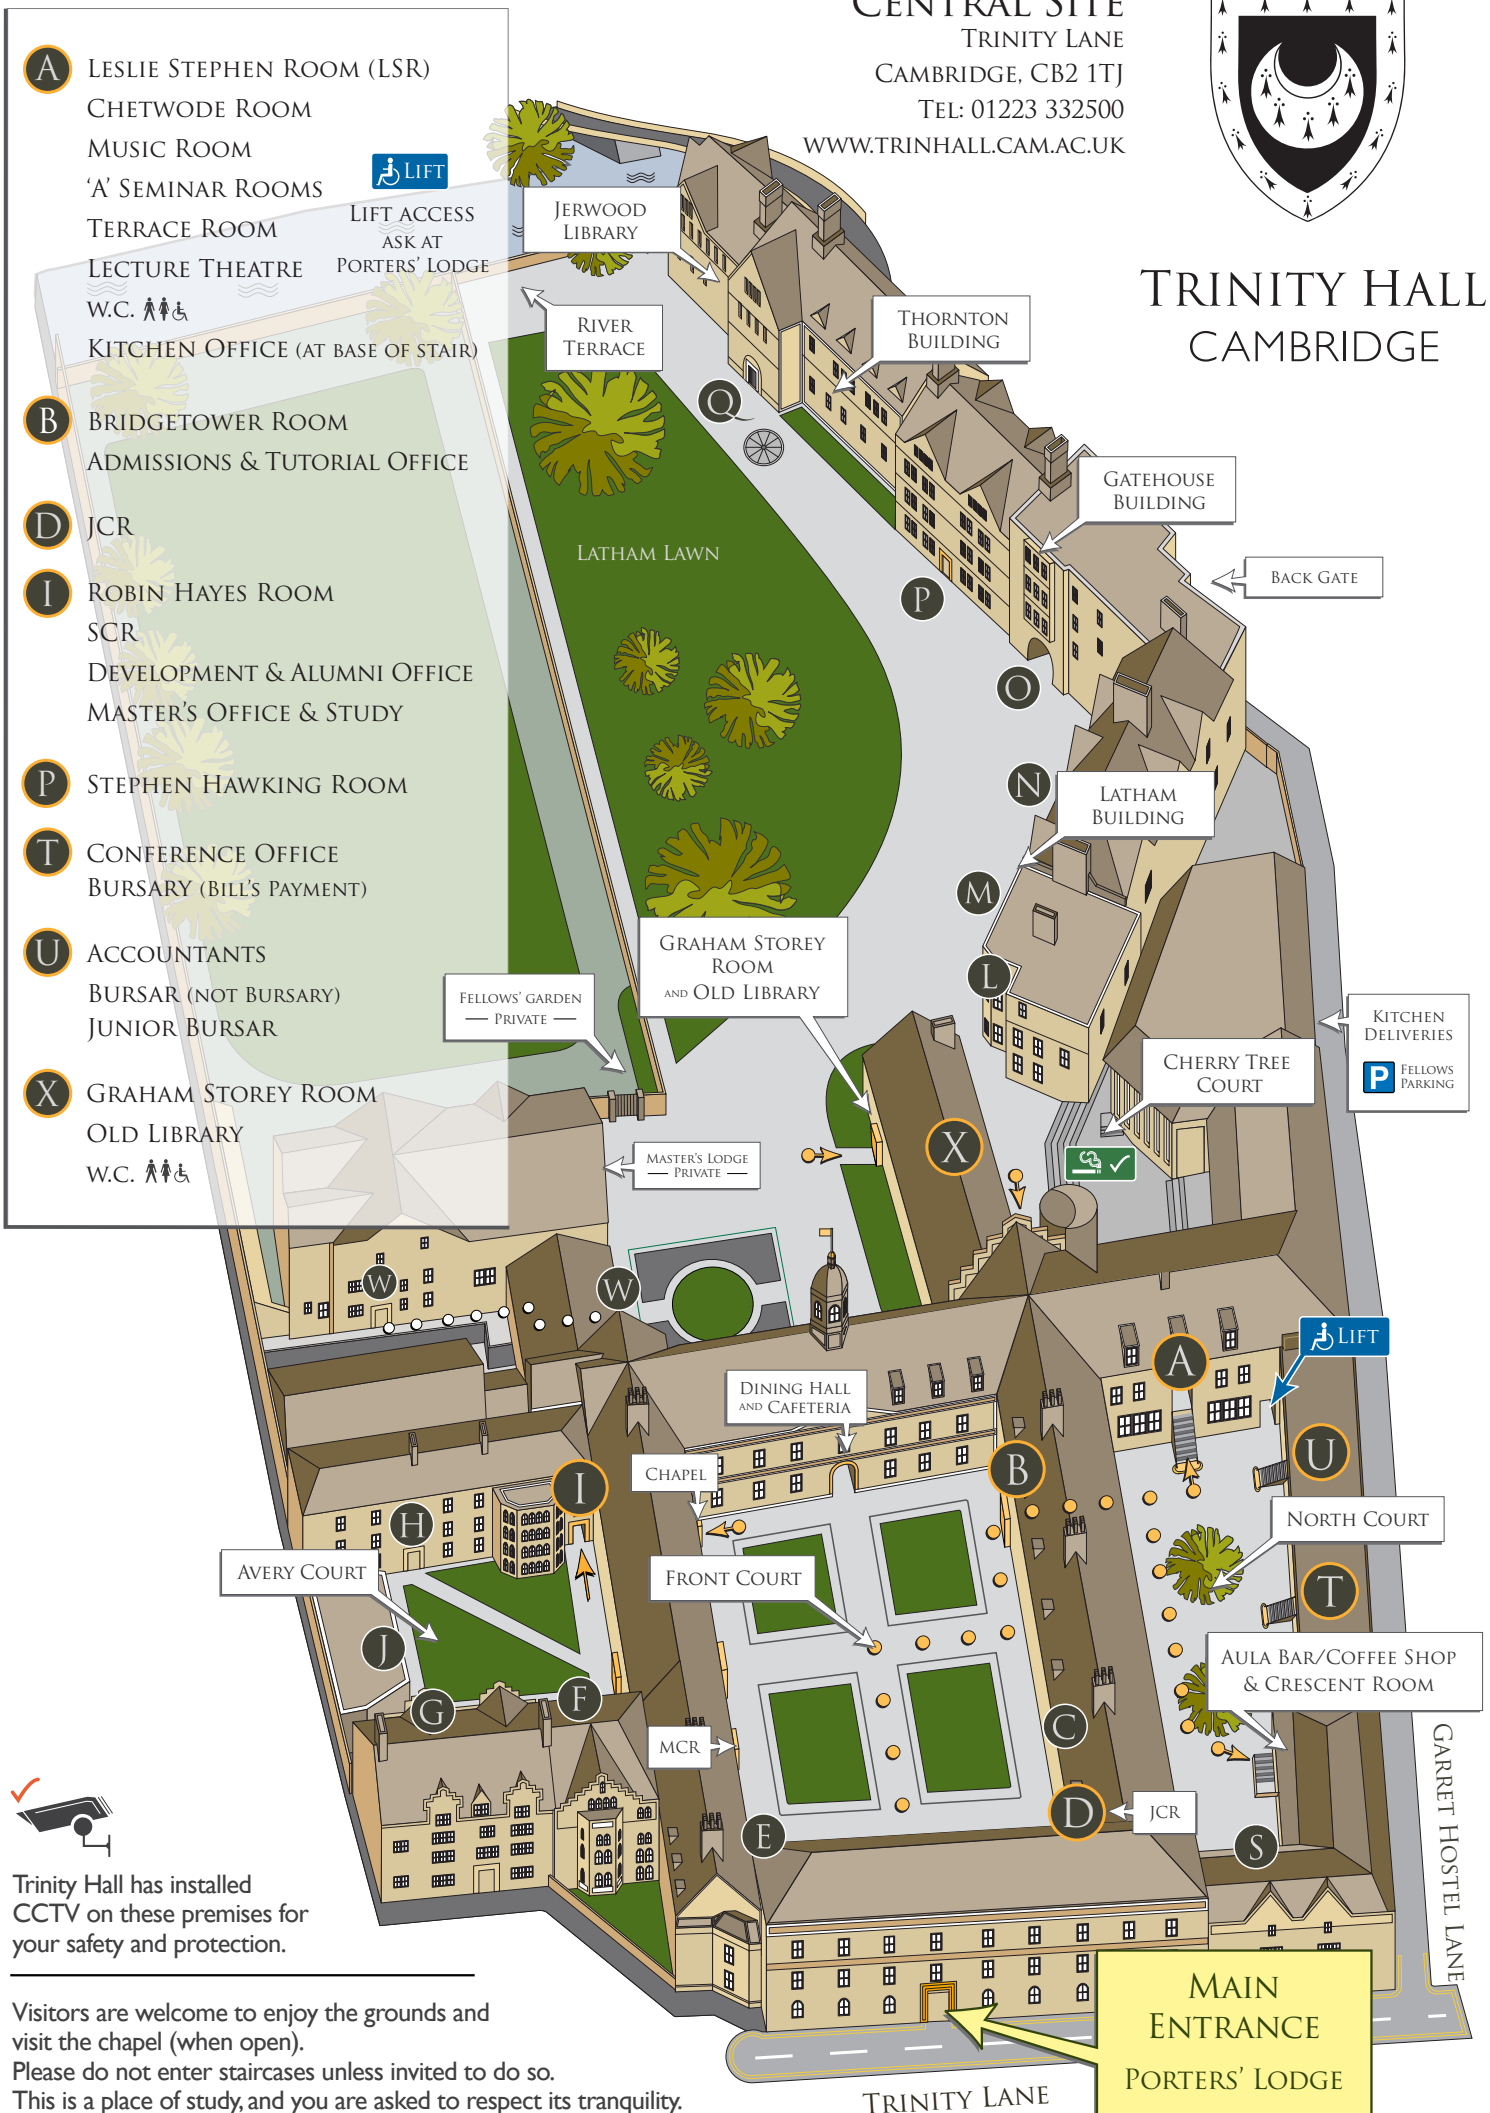 CENTRAL SITE
TRINITY LANE
CAMBRIDGE, CB2 1TJ
TEL: 01223 332500
WWW.TRINHALL.CAM.AC.UK
TRINITY HALL
CAMBRIDGE
A LESLIE STEPHEN ROOM (LSR)
CHETWODE ROOM
MUSIC ROOM
‘A’ SEMINAR ROOMS
TERRACE ROOM
LECTURE THEATRE
W.C.
KITCHEN OFFICE (AT BASE OF STAIR)
LIFT
LIFT ACCESS
ASK AT
PORTERS’ LODGE
B BRIDGETOWER ROOM
ADMISSIONS & TUTORIAL OFFICE
D JCR
I ROBIN HAYES ROOM
SCR
DEVELOPMENT & ALUMNI OFFICE
MASTER’S OFFICE & STUDY
P STEPHEN HAWKING ROOM
T CONFERENCE OFFICE
BURSARY (BILL’S PAYMENT)
U ACCOUNTANTS
BURSAR (NOT BURSARY)
JUNIOR BURSAR
X GRAHAM STOREY ROOM
OLD LIBRARY
W.C.
JERWOOD
LIBRARY
RIVER
TERRACE
THORNTON
BUILDING
Q
GATEHOUSE
BUILDING
LATHAM LAWN
BACK GATE
P
O
N
LATHAM
BUILDING
M
GRAHAM STOREY
ROOM
AND OLD LIBRARY
L
FELLOWS’ GARDEN
— PRIVATE —
KITCHEN
DELIVERIES
P FELLOWS
PARKING
CHERRY TREE
COURT
X
MASTER’S LODGE
— PRIVATE —
W
W
LIFT
A
DINING HALL
AND CAFETERIA
U
B
CHAPEL
I
NORTH COURT
H
AVERY COURT
FRONT COURT
T
J
AULA BAR/COFFEE SHOP
& CRESCENT ROOM
F
G
MCR
C
D
JCR
E
S
GARRET HOSTEL LANE
Trinity Hall has installed
CCTV on these premises for
your safety and protection.
MAIN
ENTRANCE
PORTERS’ LODGE
TRINITY LANE
Visitors are welcome to enjoy the grounds and
visit the chapel (when open).
Please do not enter staircases unless invited to do so.
This is a place of study, and you are asked to respect its tranquility.